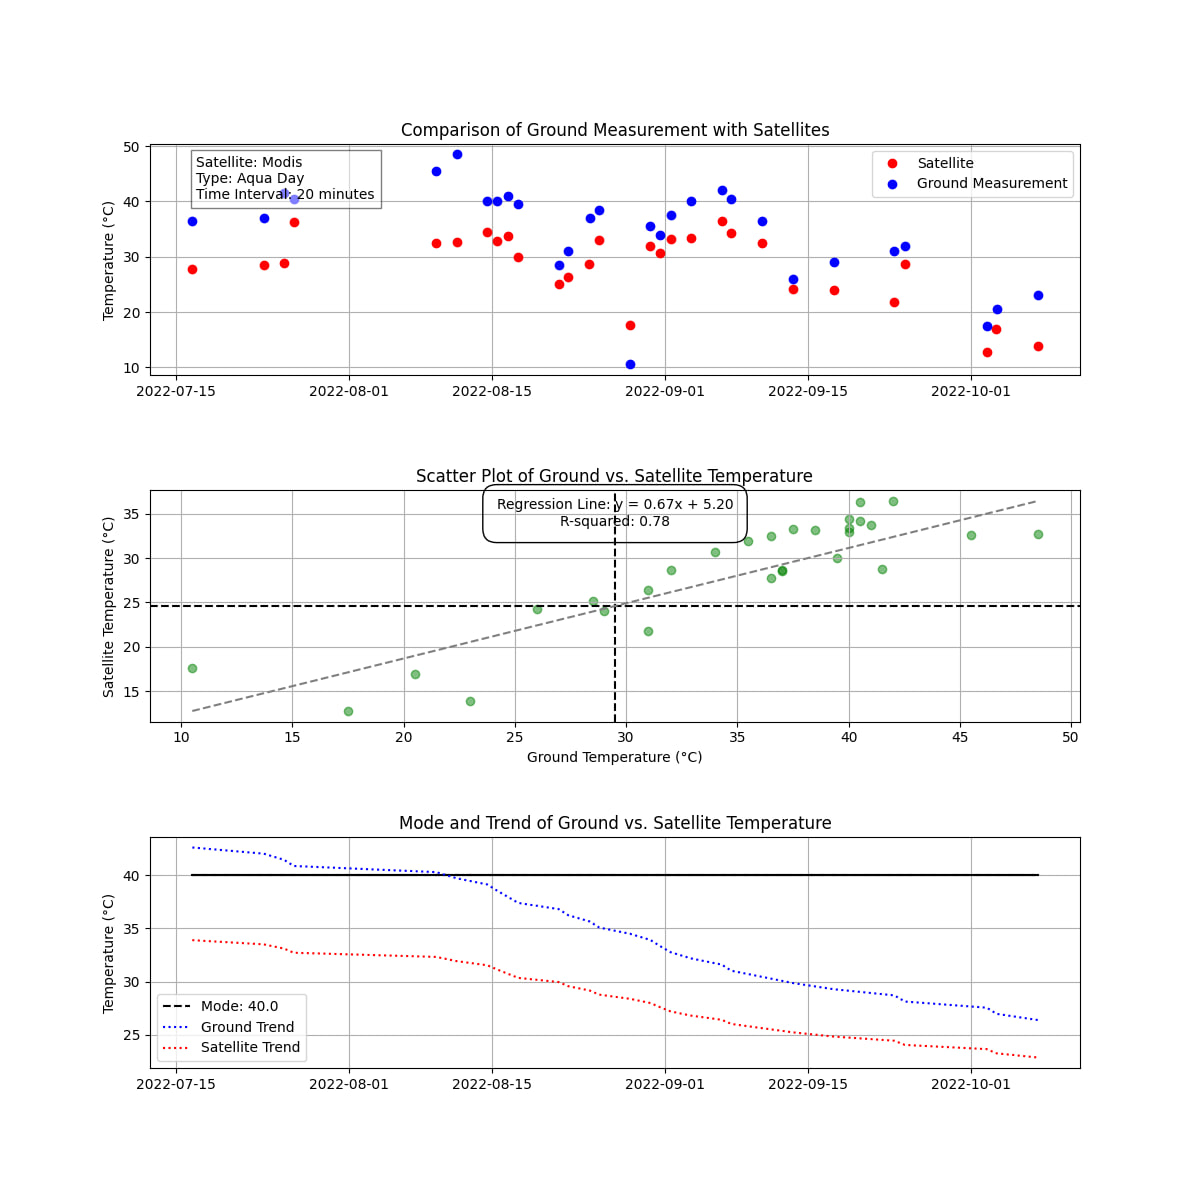 Comparison of Ground Measurement with Satellites
Temperature (°C)
50
40
30
20
10
Satellite: Modis
Type: Aqua Day
Time Interval: 20 minutes
Satellite
Ground Measurement
2022-07-15 2022-08-01 2022-08-15 2022-09-01 2022-09-15 2022-10-01
Scatter Plot of Ground vs. Satellite Temperature
Satellite Temperature (°C)
35
30
25
20
15
Regression Line: y = 0.67x + 5.20
R-squared: 0.78
10 15 20 25 30 35 40 45 50
Ground Temperature (°C)
Mode and Trend of Ground vs. Satellite Temperature
Temperature (°C)
40
35
30
25
Mode: 40.0
Ground Trend
Satellite Trend
2022-07-15 2022-08-01 2022-08-15 2022-09-01 2022-09-15 2022-10-01